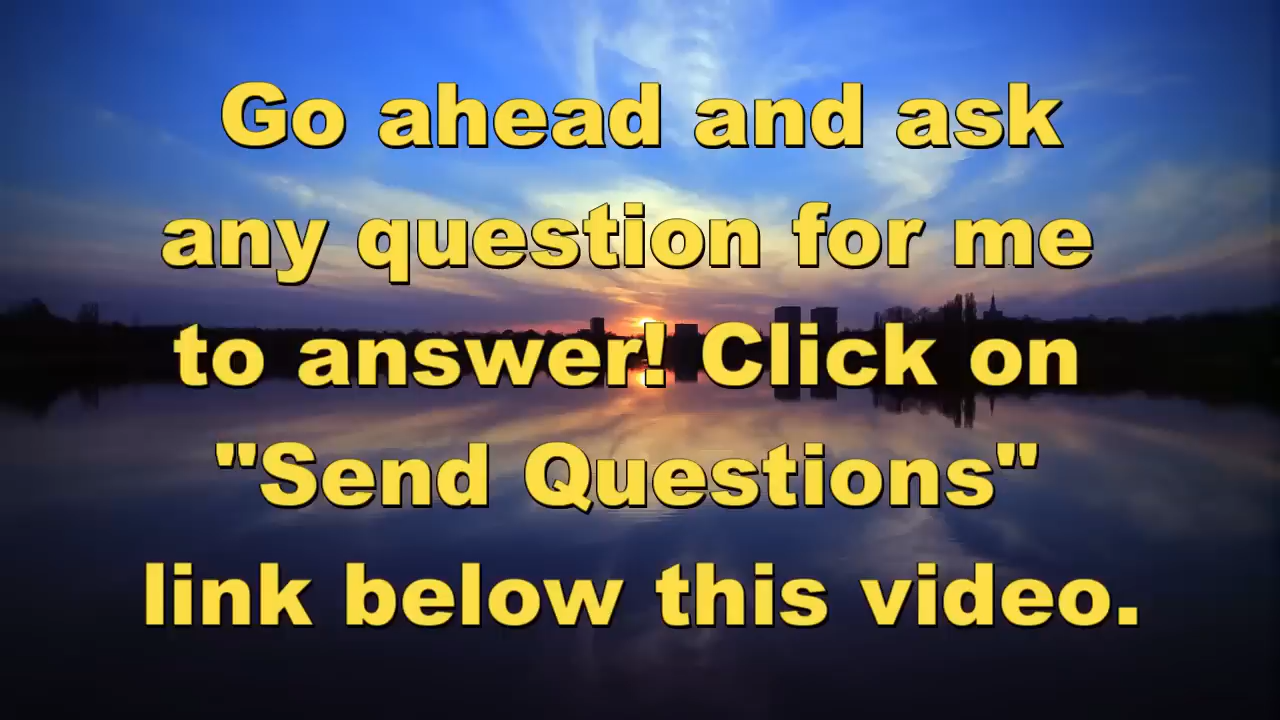 Go ahead and ask
any question for me
to answer! Click on
"Send Questions"
link below this video.